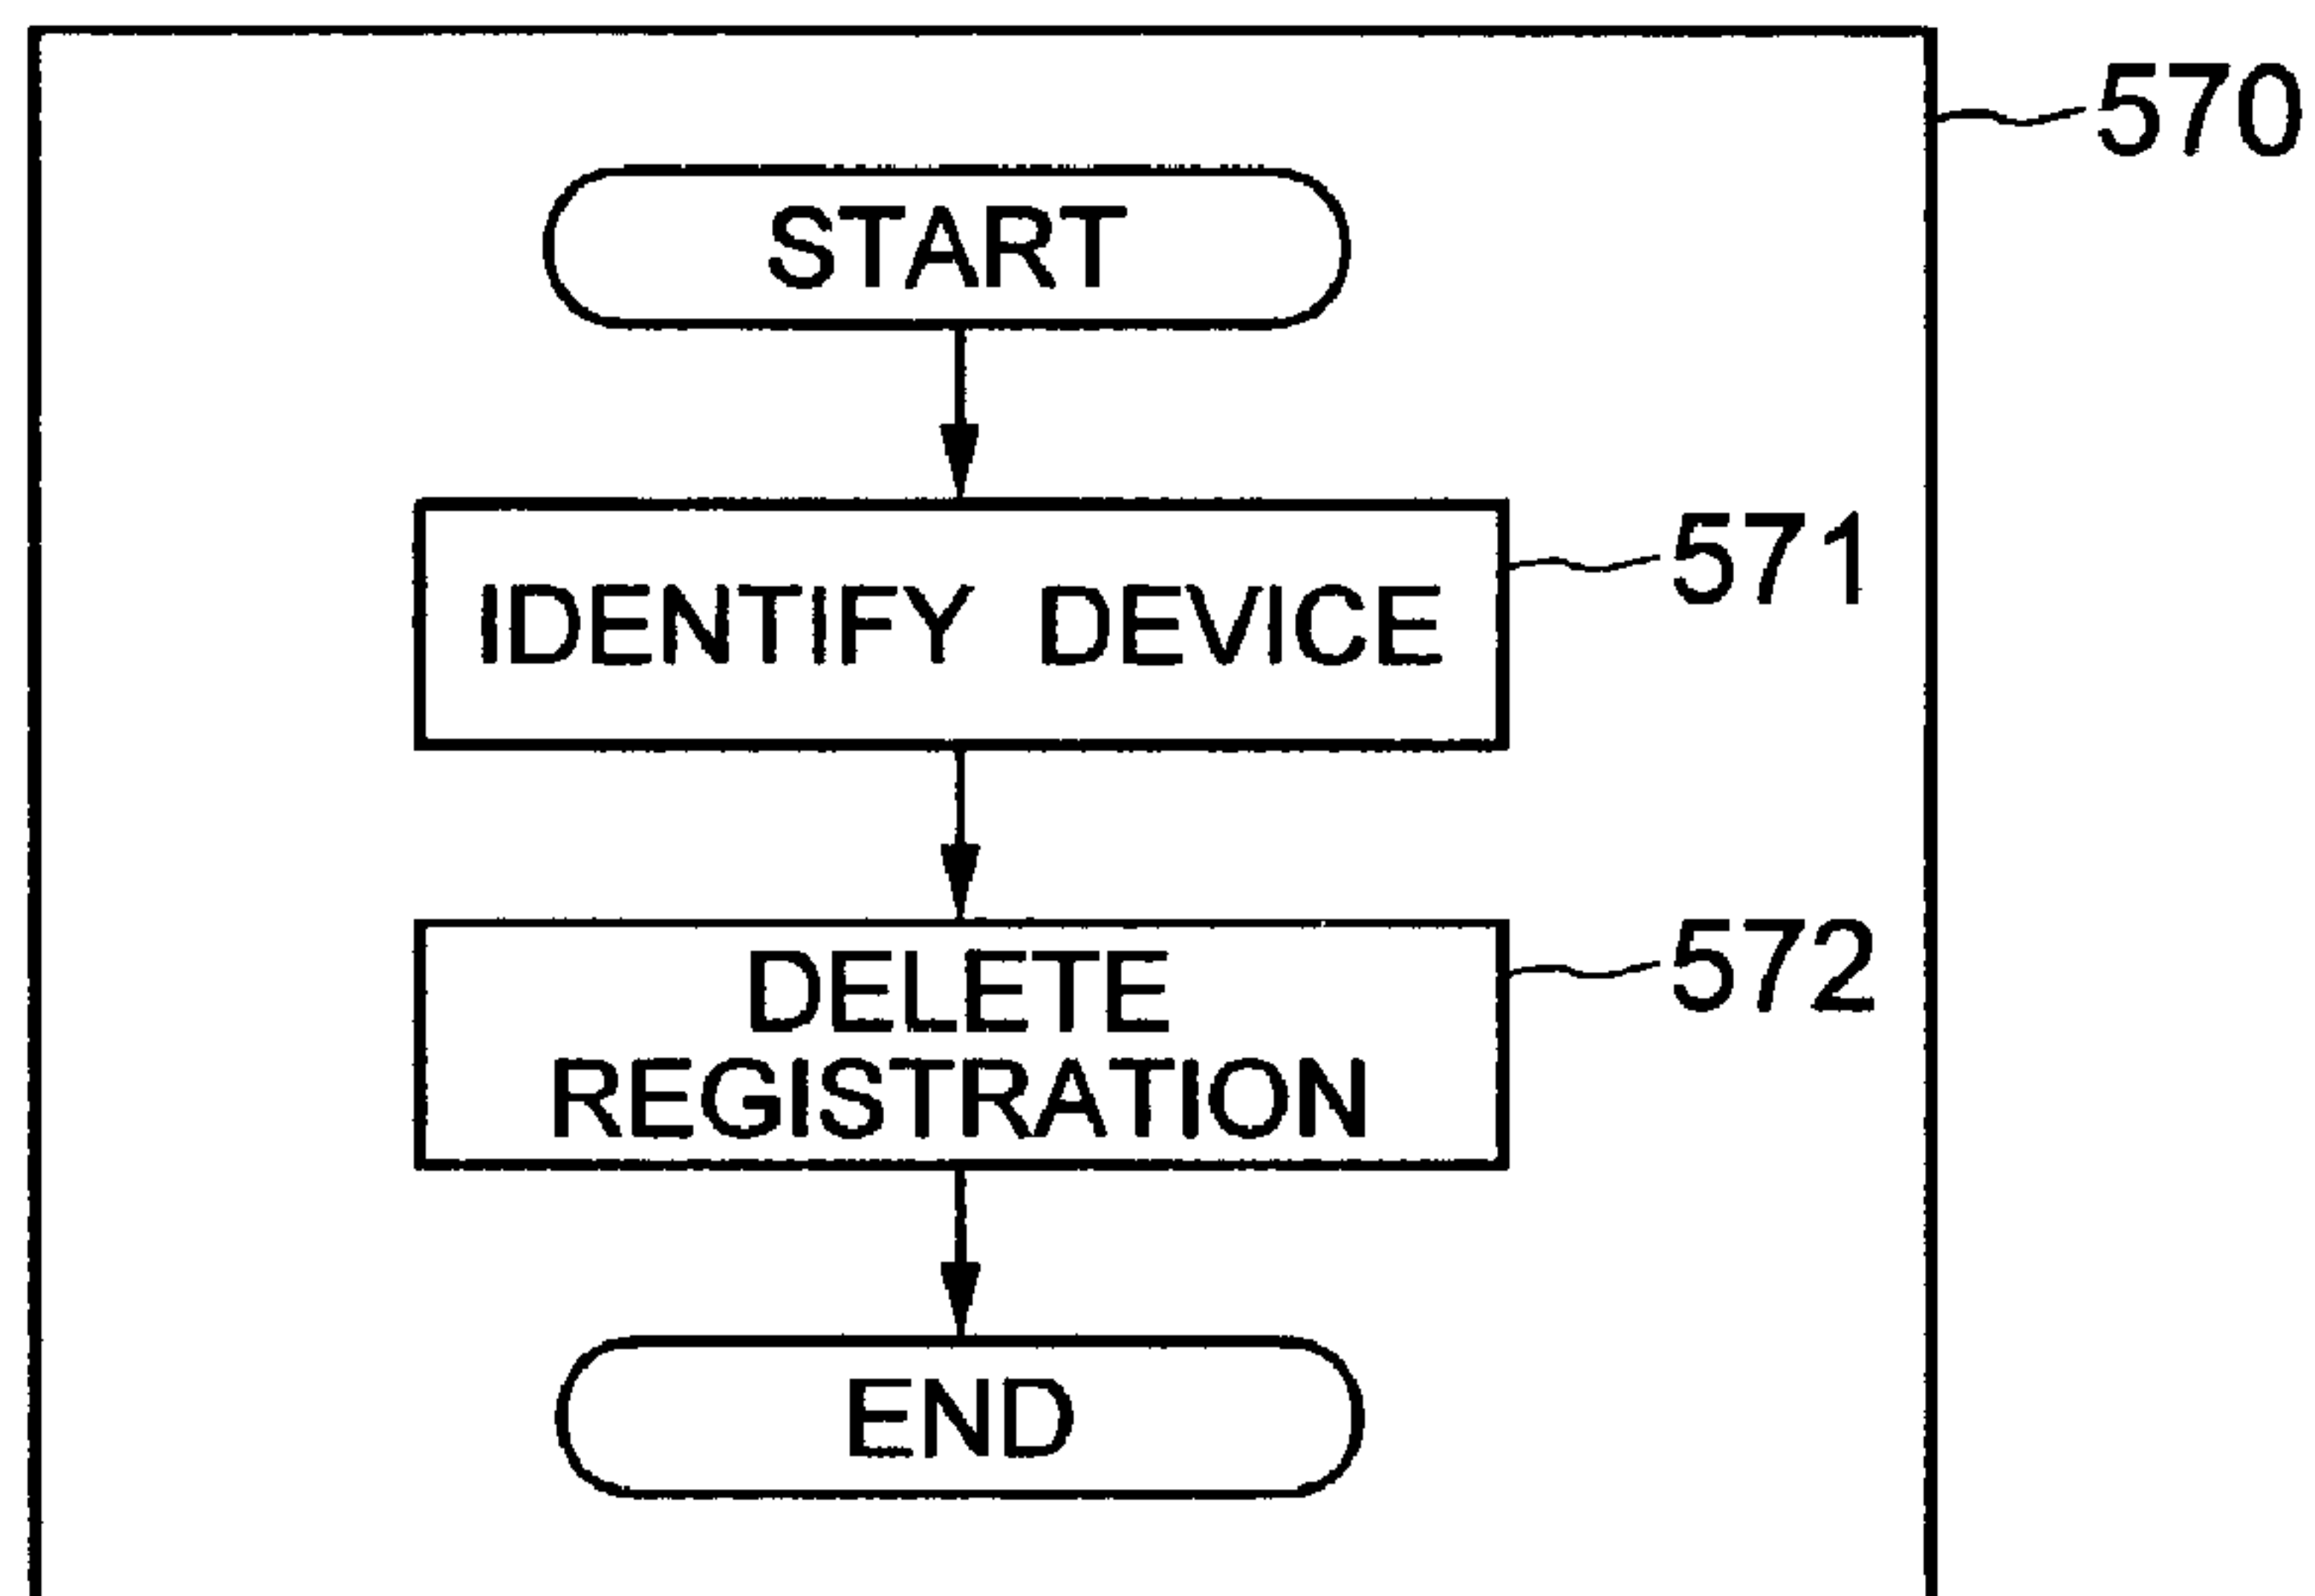 570
START
571
IDENTIFY DEVICE
572
DELETE
REGISTRATION
END